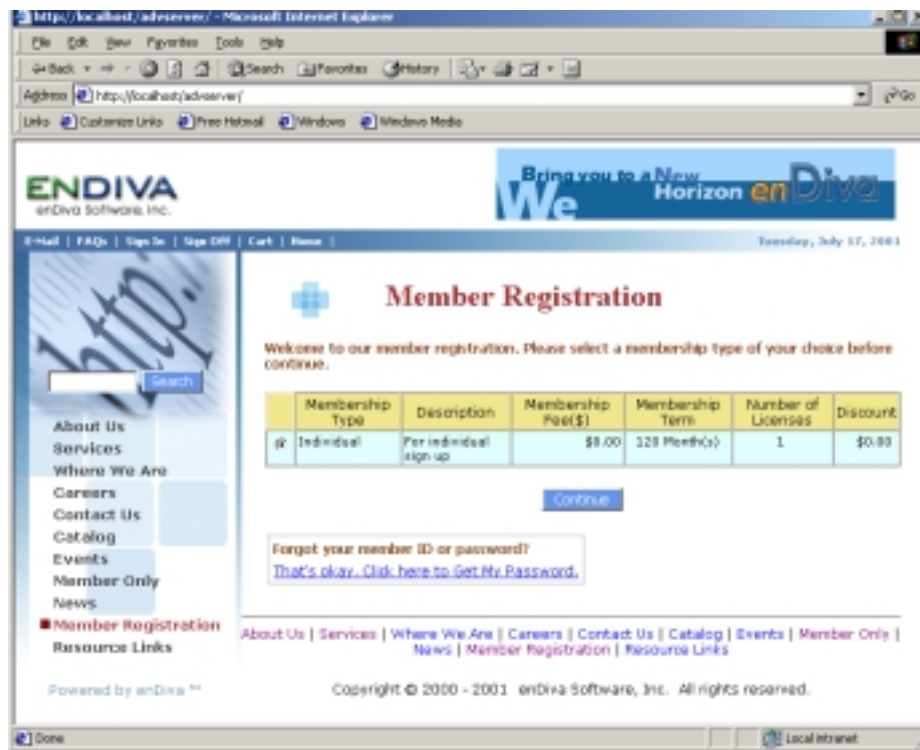 http://localhost/advserver/ - Microsoft Internet Explorer
File Edit View Favorites Tools Help
Back Search Favorites History
Address http://localhost/advserver/ Go
Links Customize Links Free Hotmail Windows Windows Media
ENDIVA
enDiva Software, Inc.
Bring you to a New
We Horizon enDiva
E-Mail | FAQs | Sign In | Sign Off | Cart | Home |
Tuesday, July 17, 2001
http:
Search
About Us
Services
Where We Are
Careers
Contact Us
Catalog
Events
Member Only
News
Member Registration
Resource Links
Powered by enDiva ™
Member Registration
Welcome to our member registration. Please select a membership type of your choice before
continue.
Membership Type Description Membership Fee($) Membership Term Number of Licenses Discount
Individual For individual sign up $0.00 120 Month(s) 1 $0.00
Continue
Forgot your member ID or password?
That's okay. Click here to Get My Password.
About Us | Services | Where We Are | Careers | Contact Us | Catalog | Events | Member Only |
News | Member Registration | Resource Links
Copyright © 2000 - 2001 enDiva Software, Inc. All rights reserved.
Done
Local intranet